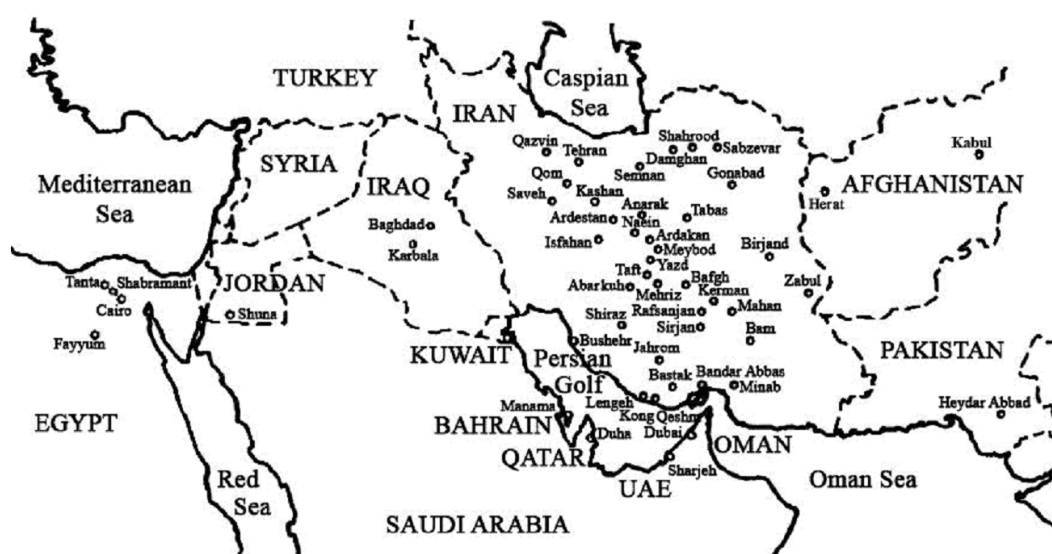 TURKEY
Caspian
Sea
IRAN
Shahrood
Sabzevar
Qazvin
Tehran
Damghan
Semnan
Kabul
SYRIA
Mediterranean
Sea
IRAQ
Qom
Gonabad
AFGHANISTAN
Saveh
Kashan
Herat
Anarak
Tabas
Ardestan
Naein
Baghdad
Isfahan
Ardakan
Birjand
Karbala
Meybod
Yazd
Tanta
Shabramant
JORDAN
Taft
Bafgh
Zabul
Abarkuh
Mehriz
Kerman
Cairo
Rafsanjan
Mahan
Shuna
Shiraz
Sirjan
Bam
Fayyum
Bushehr
KUWAIT
Persian
Golf
Jahrom
PAKISTAN
Bastak
Bandar Abbas
Minab
Lengeh
Manama
Kong
Qeshm
Heydar Abbad
EGYPT
BAHRAIN
Duha
Dubai
OMAN
QATAR
Sharjeh
Red
Sea
UAE
Oman Sea
SAUDI ARABIA